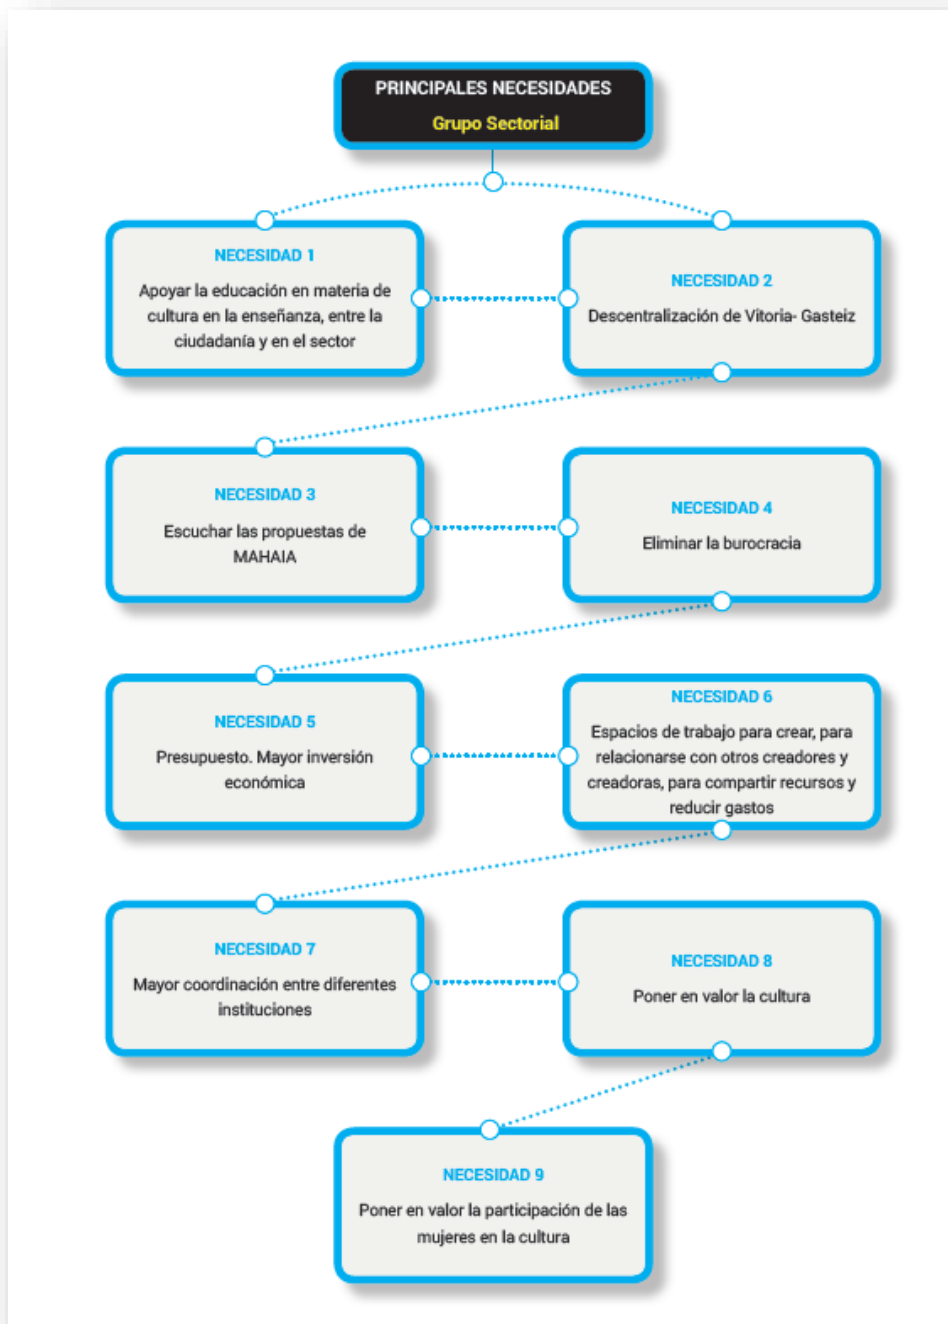 PRINCIPALES NECESIDADES
Grupo Sectorial
NECESIDAD 1
Apoyar la educación en materia de
cultura en la enseñanza, entre la
ciudadanía y en el sector
NECESIDAD 2
Descentralización de Vitoria- Gasteiz
NECESIDAD 3
Escuchar las propuestas de
MAHAIA
NECESIDAD 4
Eliminar la burocracia
NECESIDAD 5
Presupuesto. Mayor inversión
económica
NECESIDAD 6
Espacios de trabajo para crear, para
relacionarse con otros creadores y
creadoras, para compartir recursos y
reducir gastos
NECESIDAD 7
Mayor coordinación entre diferentes
instituciones
NECESIDAD 8
Poner en valor la cultura
NECESIDAD 9
Poner en valor la participación de las
mujeres en la cultura